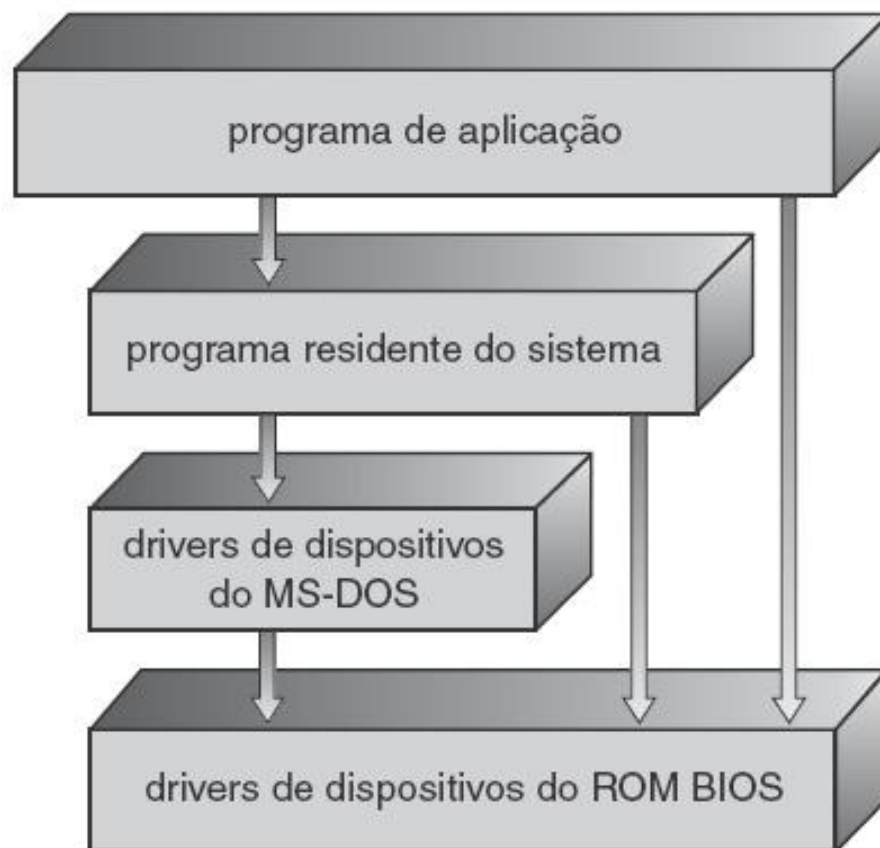 programa de aplicação
programa residente do sistema
drivers de dispositivos
do MS-DOS
drivers de dispositivos do ROM BIOS